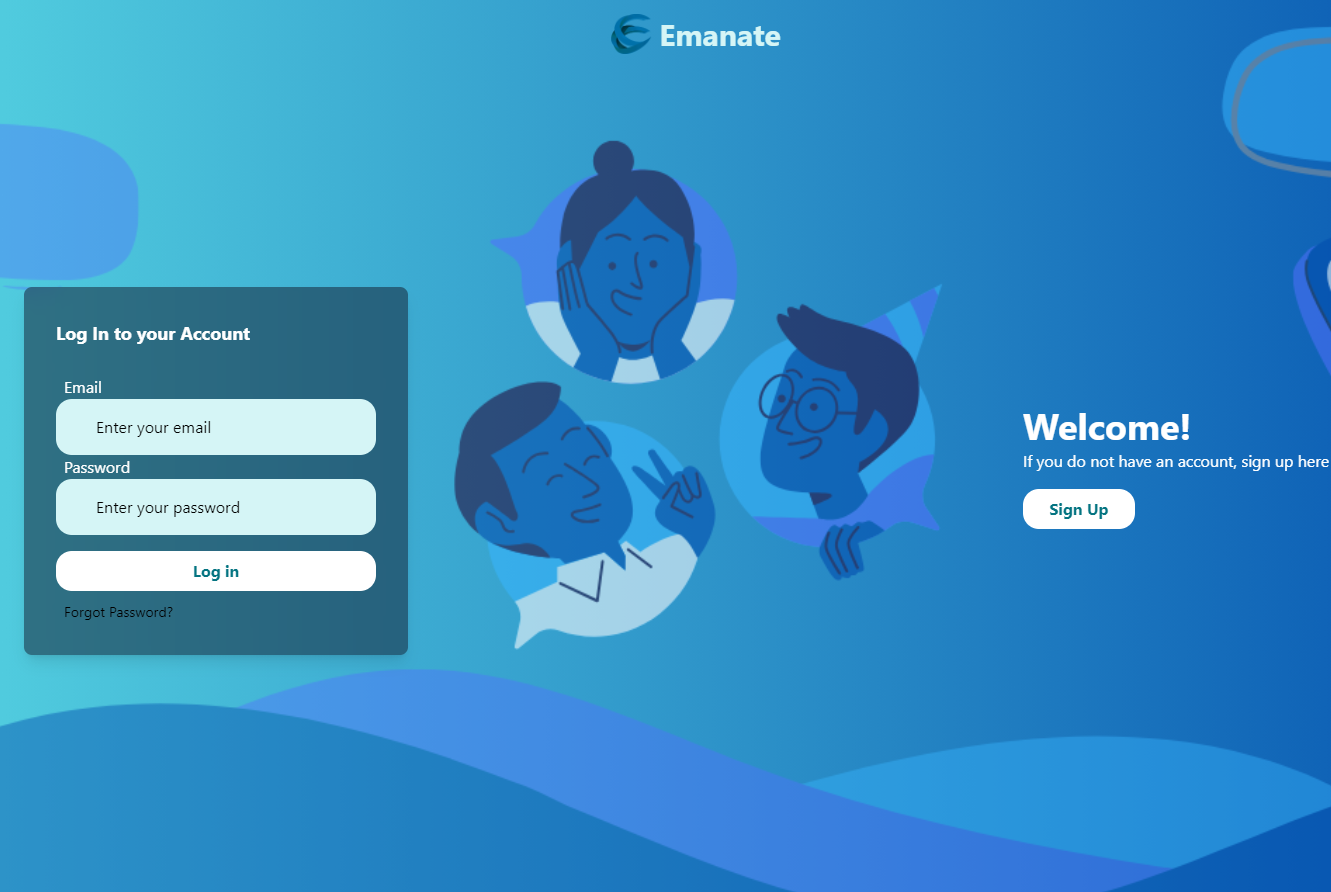 Emanate
Log In to your Account
Email
Enter your email
Password
Enter your password
Log in
Forgot Password?
Welcome!
If you do not have an account, sign up here
Sign Up